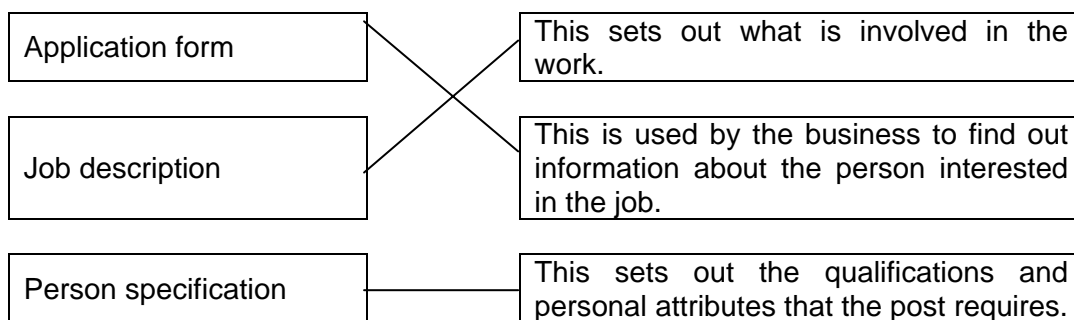 Application form
This sets out what is involved in the
work.
Job description
This is used by the business to find out
information about the person interested
in the job.
Person specification
This sets out the qualifications and
personal attributes that the post requires.